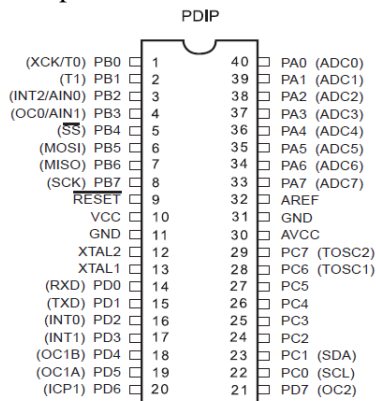 PDIP
(XCK/T0) PB0 1 40 PA0 (ADC0)
(T1) PB1 2 39 PA1 (ADC1)
(INT2/AIN0) PB2 3 38 PA2 (ADC2)
(OC0/AIN1) PB3 4 37 PA3 (ADC3)
(SS) PB4 5 36 PA4 (ADC4)
(MOSI) PB5 6 35 PA5 (ADC5)
(MISO) PB6 7 34 PA6 (ADC6)
(SCK) PB7 8 33 PA7 (ADC7)
RESET 9 32 AREF
VCC 10 31 GND
GND 11 30 AVCC
XTAL2 12 29 PC7 (TOSC2)
XTAL1 13 28 PC6 (TOSC1)
(RXD) PD0 14 27 PC5
(TXD) PD1 15 26 PC4
(INT0) PD2 16 25 PC3
(INT1) PD3 17 24 PC2
(OC1B) PD4 18 23 PC1 (SDA)
(OC1A) PD5 19 22 PC0 (SCL)
(ICP1) PD6 20 21 PD7 (OC2)